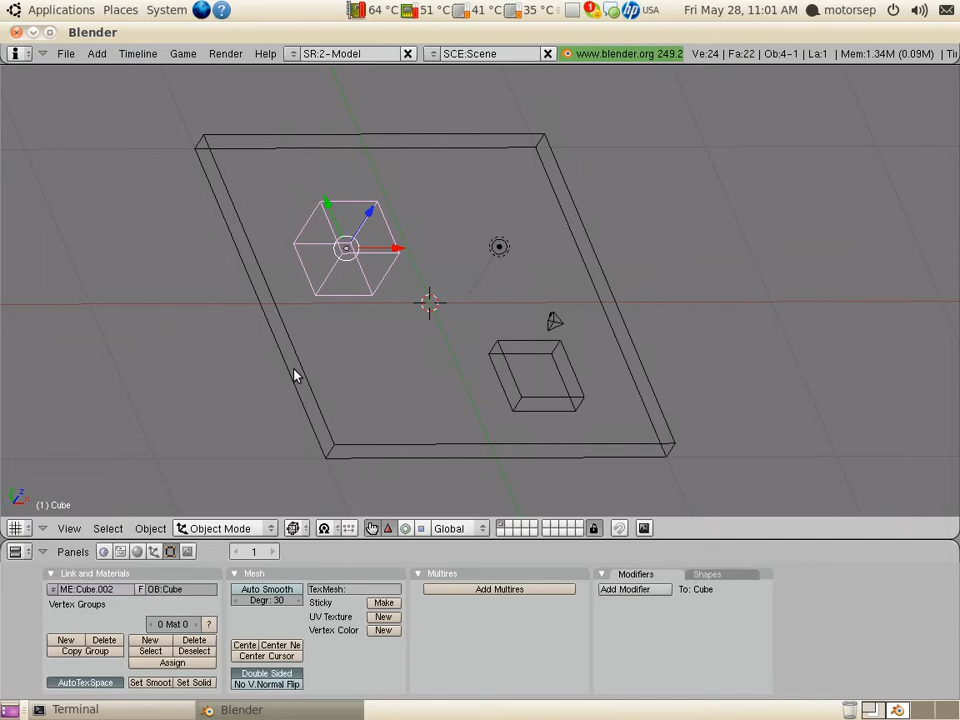 Applications Places System 64 °C 51 °C 41 °C 35 °C USA Fri May 28, 11:01 AM motorsep
Blender
File Add Timeline Game Render Help SR:2-Model SCE:Scene www.blender.org 249.2 Ve:24 | Fa:22 | Ob:4-1 | La:1 | Mem:1.34M (0.09M) | Ti
(1) Cube
View Select Object Object Mode Global
Panels 1
Link and Materials Mesh Multires Modifiers Shapes
ME:Cube.002 F OB:Cube Auto Smooth TexMesh: Add Multires Add Modifier To: Cube
Vertex Groups Degr: 30 Sticky Make
UV Texture New
0 Mat 0 ? Vertex Color New
New Delete New Delete Cente Center Ne
Copy Group Select Deselect Center Cursor
Assign
Double Sided
AutoTexSpace Set Smoot Set Solid No V.Normal Flip
Terminal Blender